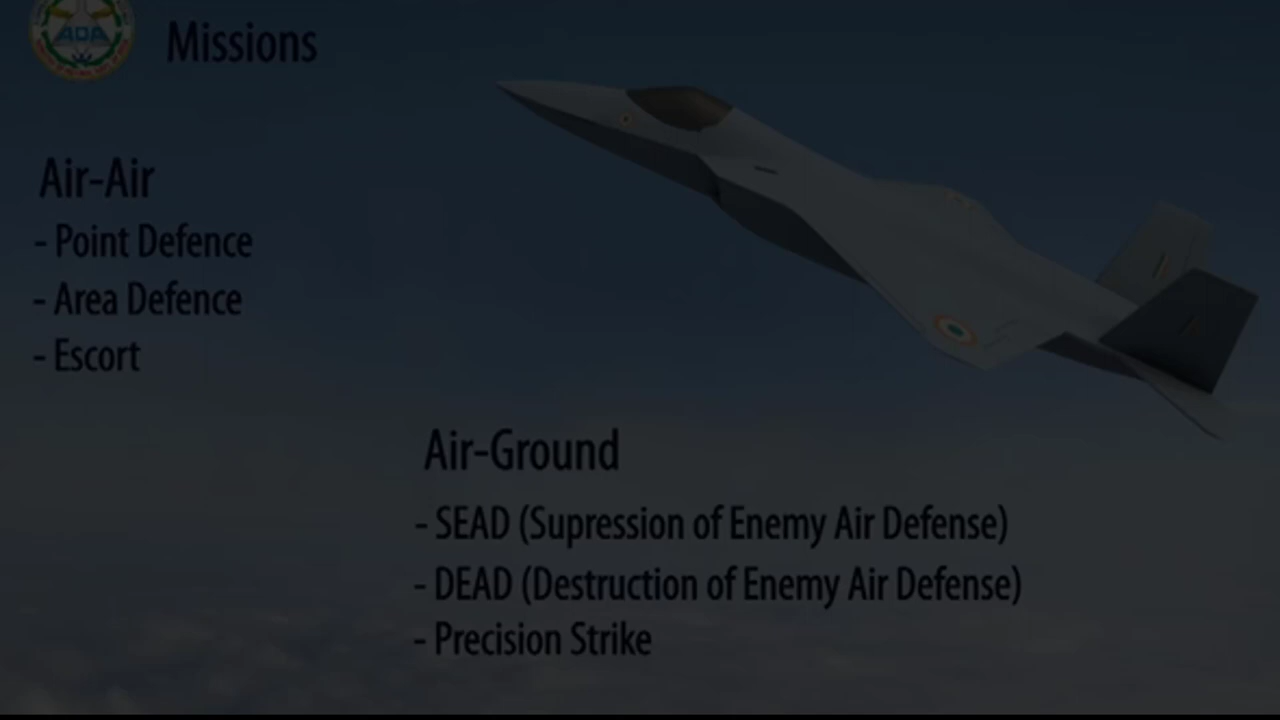 ADA
Missions
Air-Air
- Point Defence
- Area Defence
- Escort
Air-Ground
- SEAD (Supression of Enemy Air Defense)
- DEAD (Destruction of Enemy Air Defense)
- Precision Strike